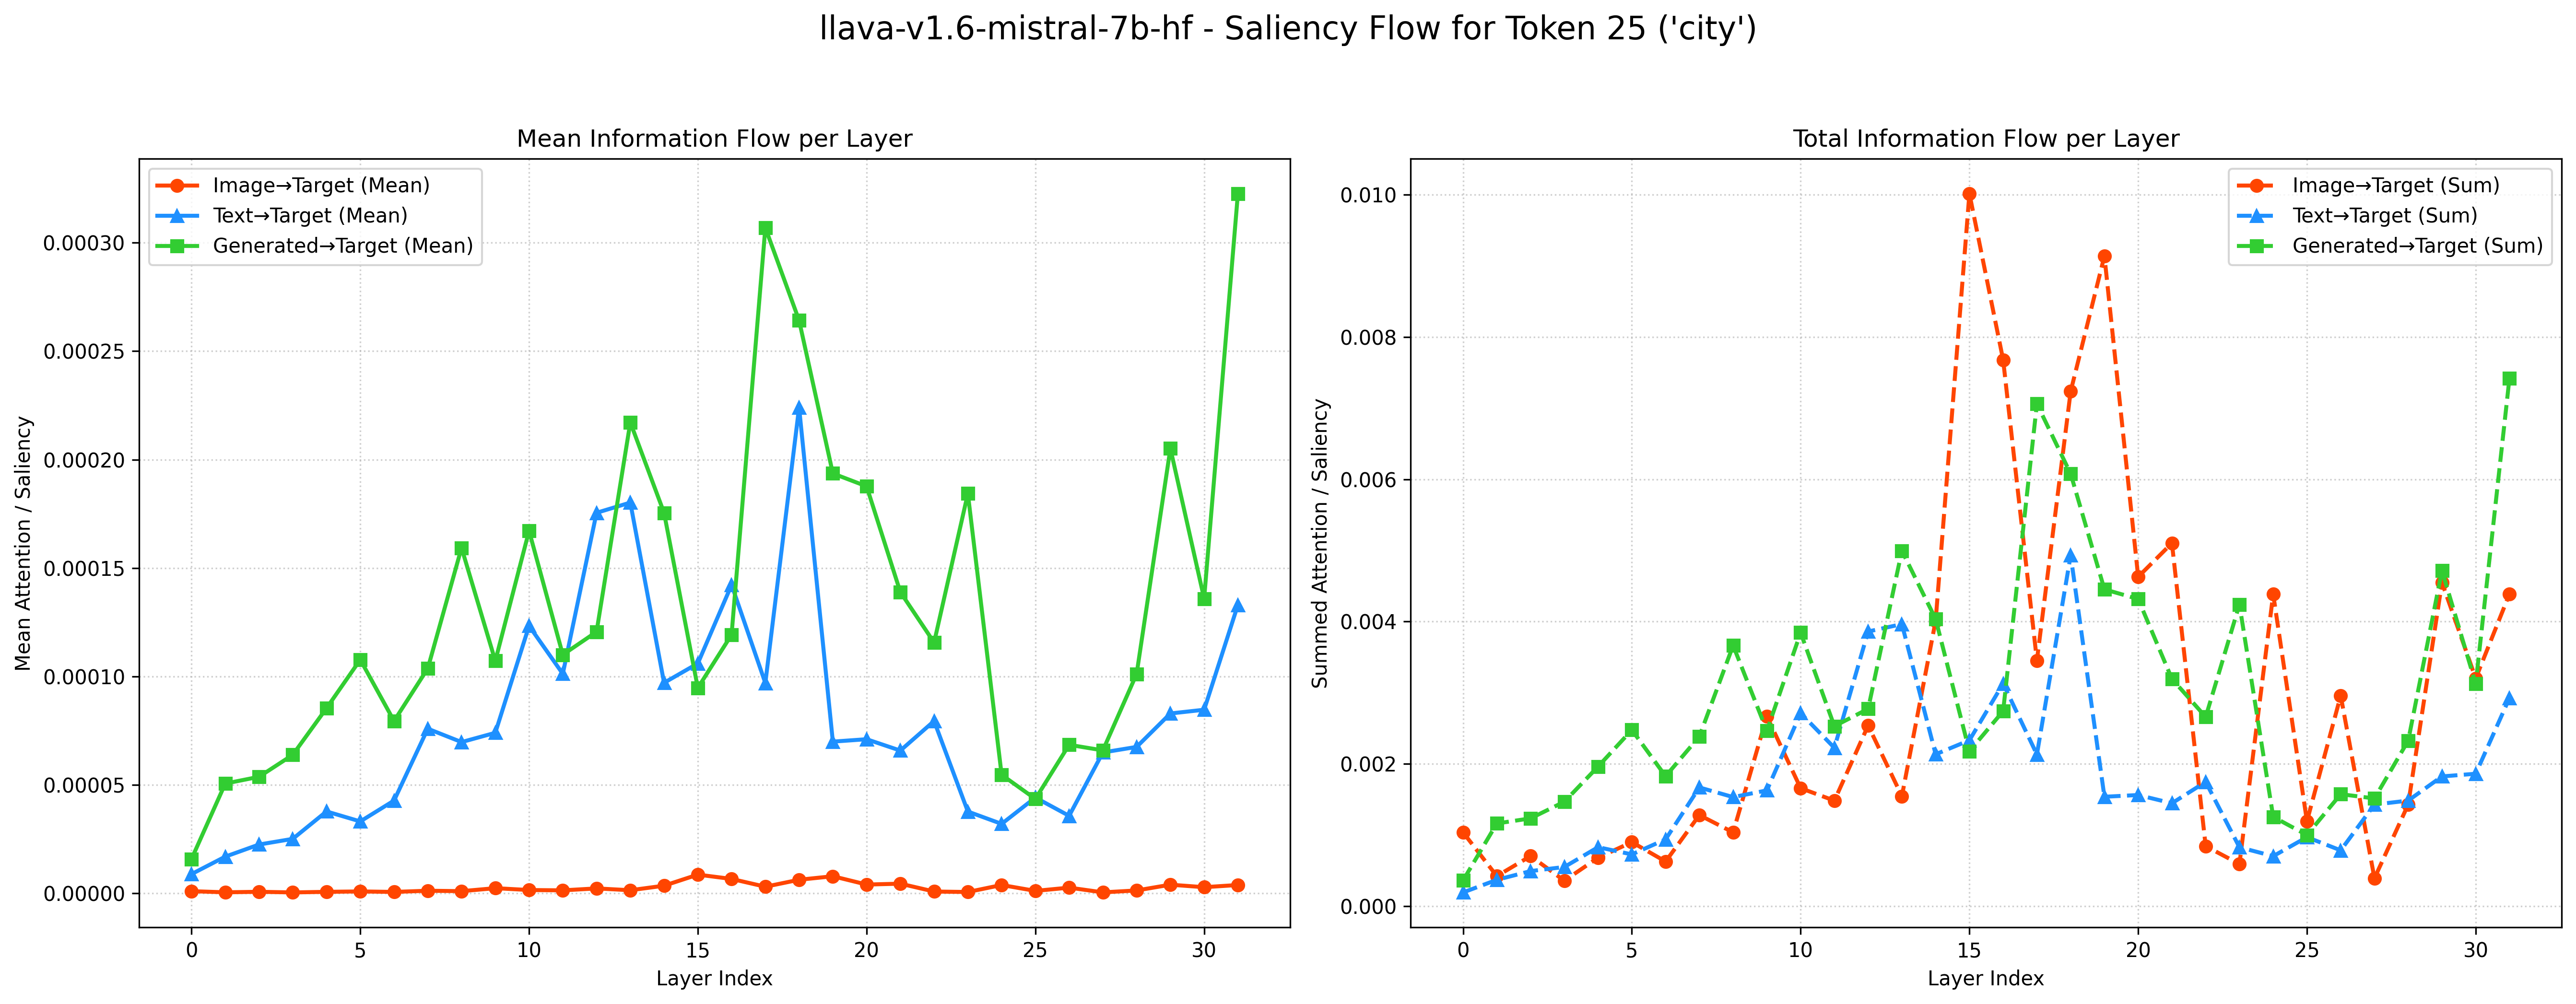 llava-v1.6-mistral-7b-hf - Saliency Flow for Token 25 ('city')
Mean Information Flow per Layer
Image→Target (Mean)
Text→Target (Mean)
Generated→Target (Mean)
Mean Attention / Saliency
0.00030
0.00025
0.00020
0.00015
0.00010
0.00005
0.00000
0 5 10 15 20 25 30
Layer Index
Total Information Flow per Layer
Image→Target (Sum)
Text→Target (Sum)
Generated→Target (Sum)
Summed Attention / Saliency
0.010
0.008
0.006
0.004
0.002
0.000
0 5 10 15 20 25 30
Layer Index